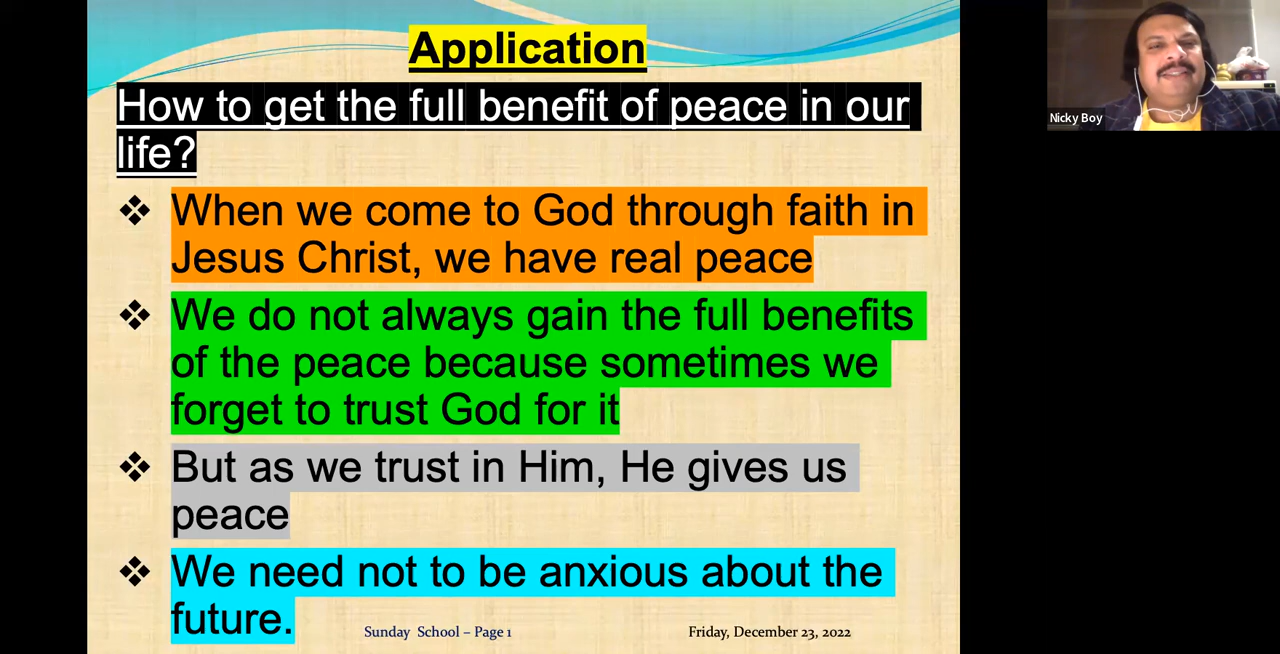 Application
How to get the full benefit of peace in our
life?
❖ When we come to God through faith in
Jesus Christ, we have real peace
❖ We do not always gain the full benefits
of the peace because sometimes we
forget to trust God for it
❖ But as we trust in Him, He gives us
peace
❖ We need not to be anxious about the
future.
Sunday School – Page 1
Friday, December 23, 2022
Nicky Boy